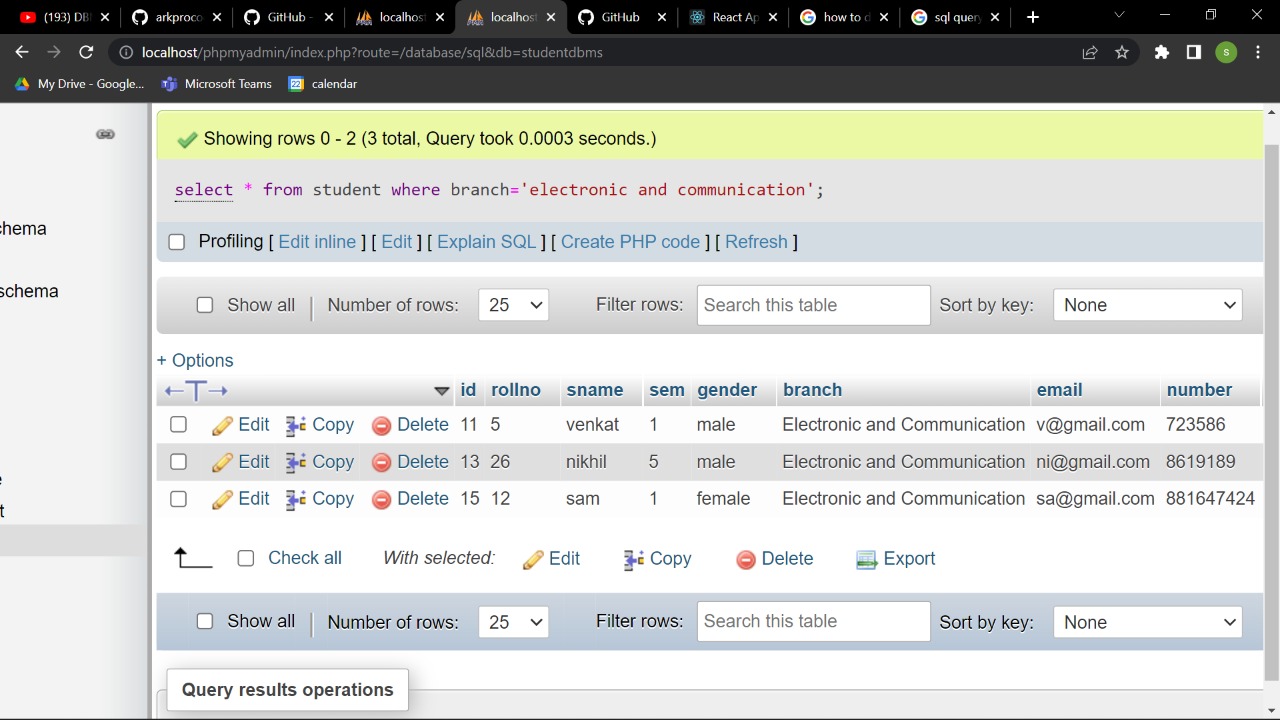 (193) DB arkproco GitHub - localhos localhos GitHub React Ap how to d sql query
localhost/phpmyadmin/index.php?route=/database/sql&db=studentdbms S
My Drive - Google... Microsoft Teams 22 calendar
Showing rows 0 - 2 (3 total, Query took 0.0003 seconds.)
select * from student where branch='electronic and communication';
hema
Profiling [ Edit inline ] [ Edit ] [ Explain SQL ] [ Create PHP code ] [ Refresh ]
schema
Show all Number of rows: 25 Filter rows: Search this table Sort by key: None
+ Options
←T→ id rollno sname sem gender branch email number
Edit Copy Delete 11 5 venkat 1 male Electronic and Communication v@gmail.com 723586
Edit Copy Delete 13 26 nikhil 5 male Electronic and Communication ni@gmail.com 8619189
Edit Copy Delete 15 12 sam 1 female Electronic and Communication sa@gmail.com 881647424
t
Check all With selected: Edit Copy Delete Export
Show all Number of rows: 25 Filter rows: Search this table Sort by key: None
Query results operations